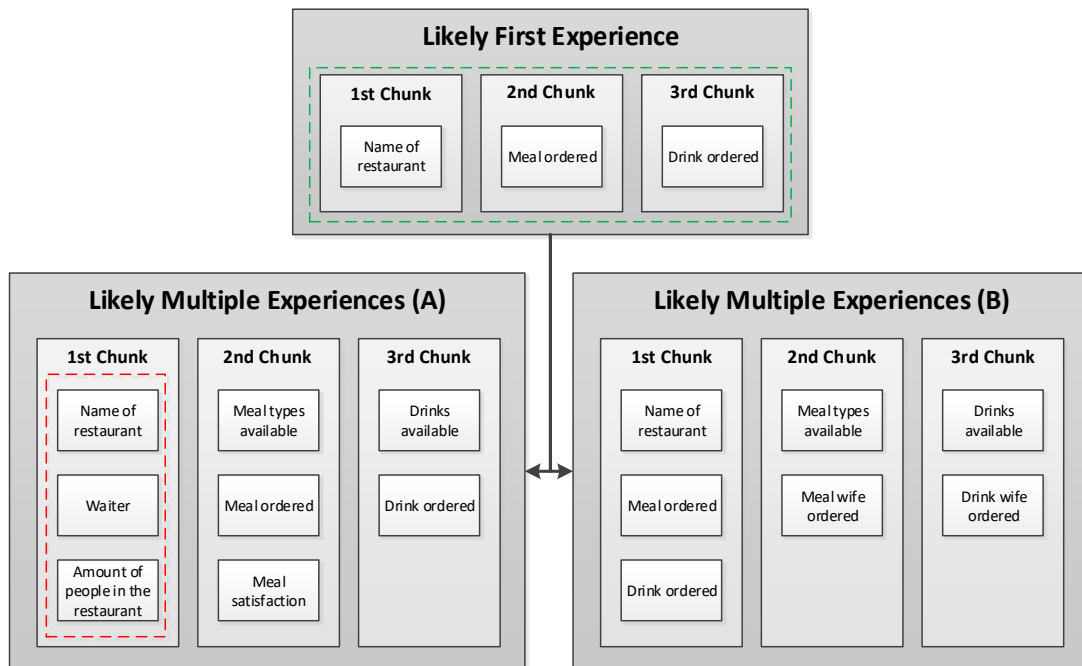 Likely First Experience
1st Chunk
2nd Chunk
3rd Chunk
Name of
restaurant
Meal ordered
Drink ordered
Likely Multiple Experiences (A)
1st Chunk
2nd Chunk
3rd Chunk
Name of
restaurant
Meal types
available
Drinks
available
Waiter
Meal ordered
Drink ordered
Amount of
people in the
restaurant
Meal
satisfaction
Likely Multiple Experiences (B)
1st Chunk
2nd Chunk
3rd Chunk
Name of
restaurant
Meal types
available
Drinks
available
Meal ordered
Meal wife
ordered
Drink wife
ordered
Drink ordered